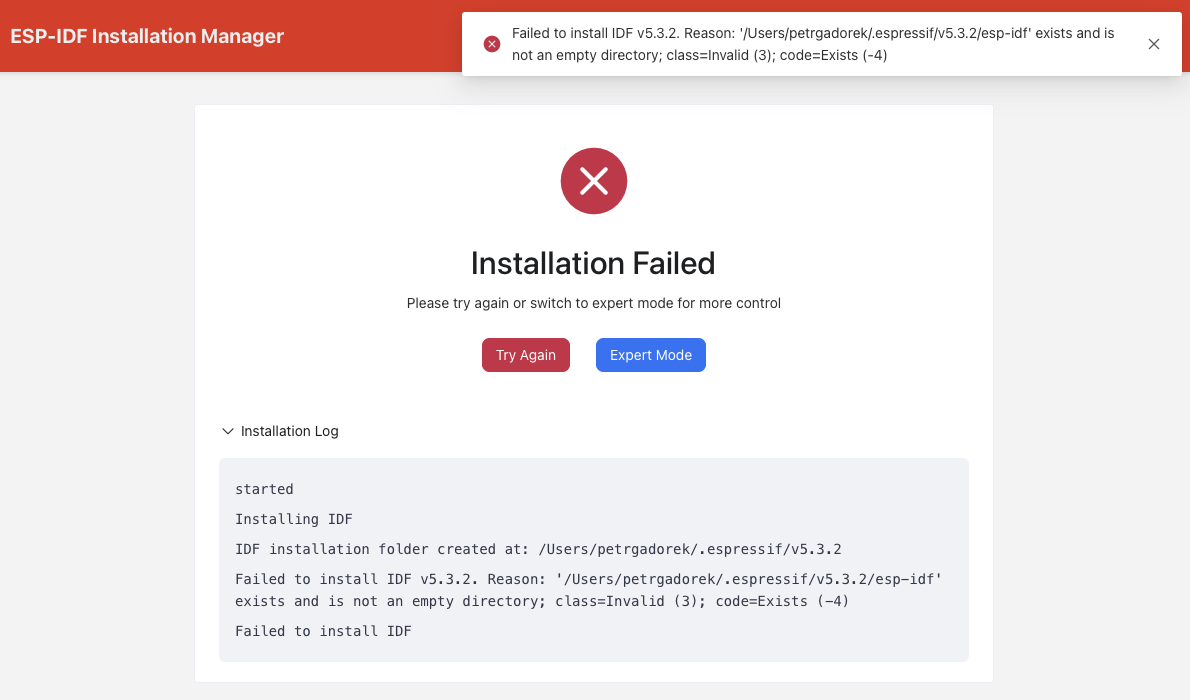 ESP-IDF Installation Manager
Failed to install IDF v5.3.2. Reason: '/Users/petrgadorek/.espressif/v5.3.2/esp-idf' exists and is
not an empty directory; class=Invalid (3); code=Exists (-4)
Installation Failed
Please try again or switch to expert mode for more control
Try Again
Expert Mode
Installation Log
started
Installing IDF
IDF installation folder created at: /Users/petrgadorek/.espressif/v5.3.2
Failed to install IDF v5.3.2. Reason: '/Users/petrgadorek/.espressif/v5.3.2/esp-idf'
exists and is not an empty directory; class=Invalid (3); code=Exists (-4)
Failed to install IDF